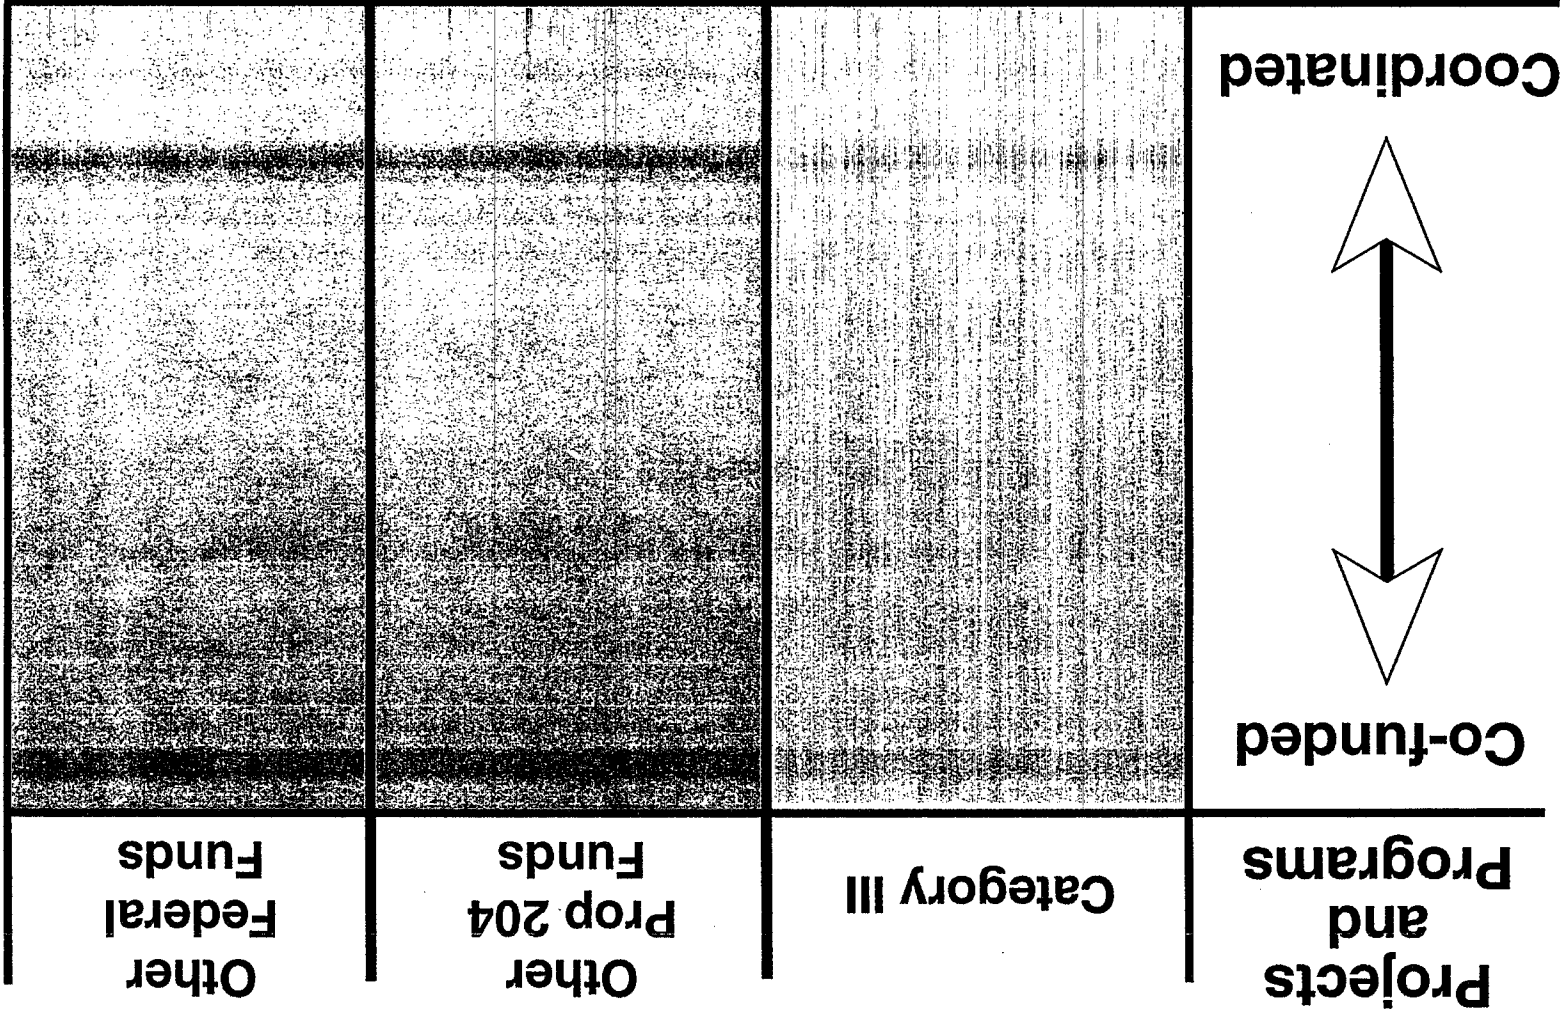 Projects
and
Programs
Category III
Other
Prop 204
Funds
Other
Federal
Funds
Co-funded
Coordinated